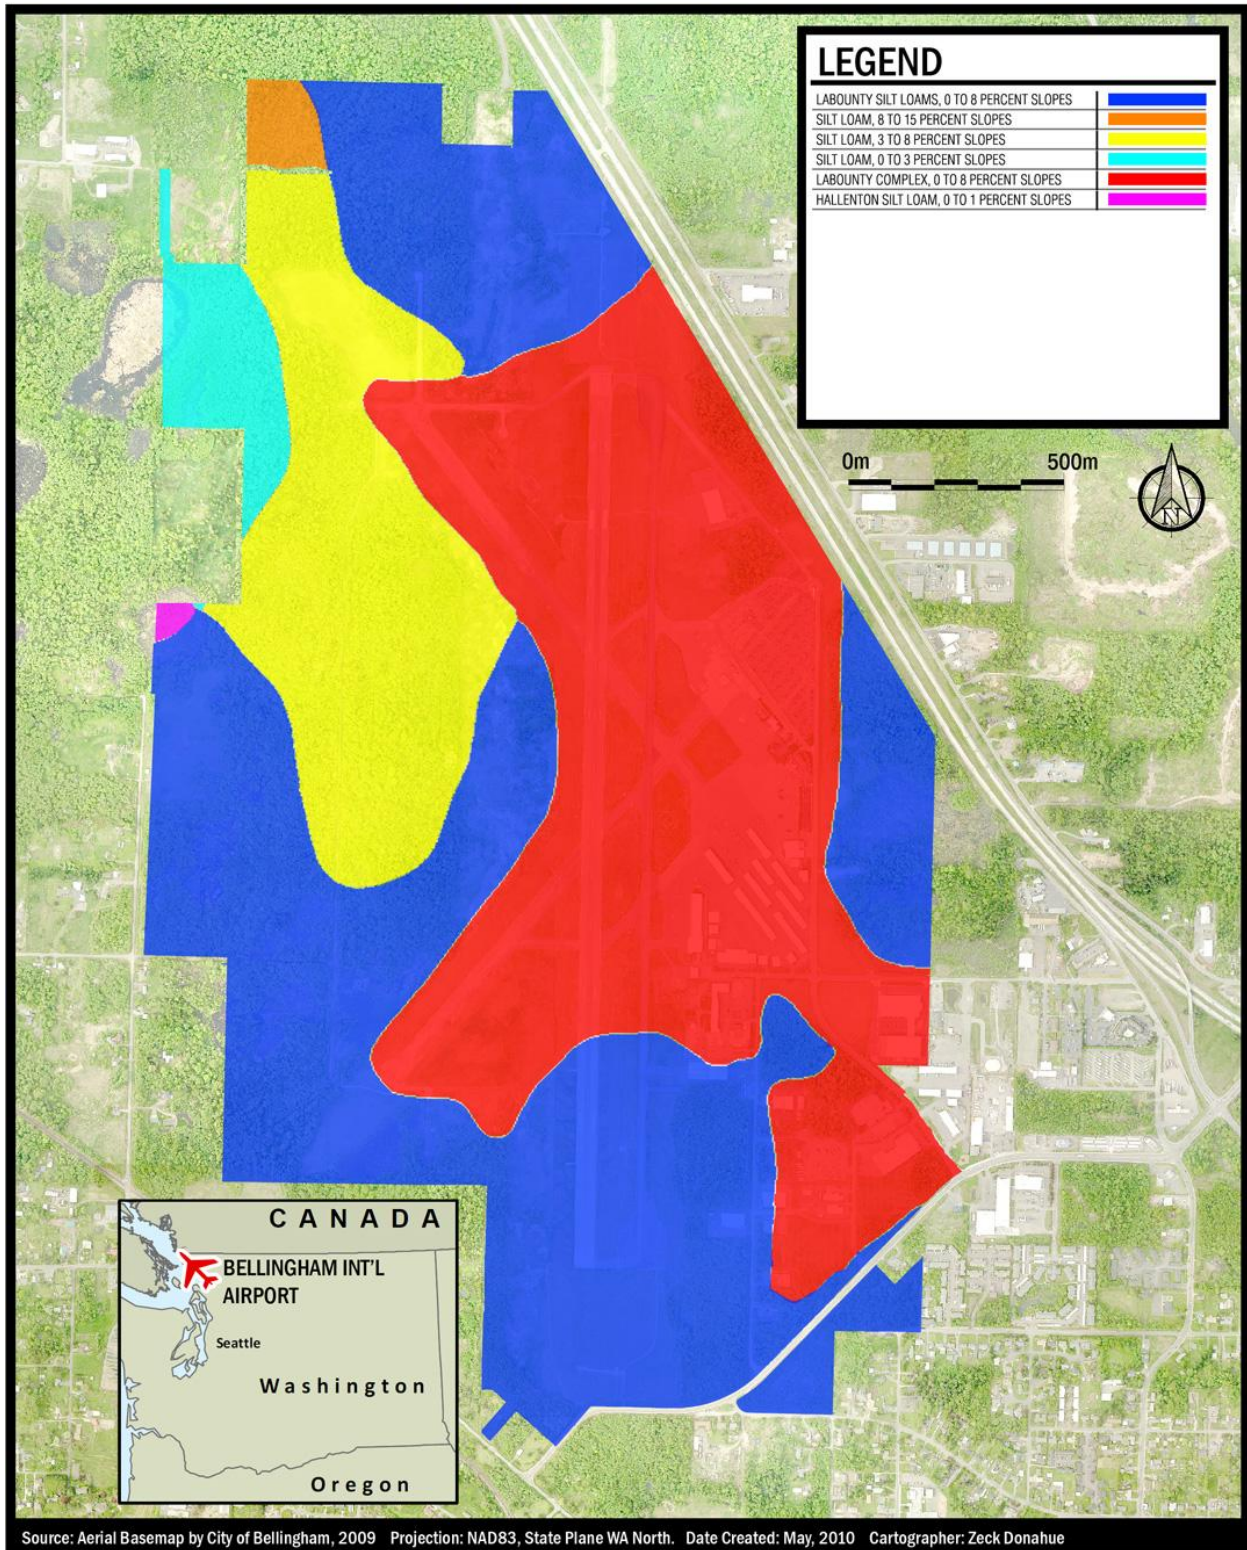 LEGEND
LABOUNTY SILT LOAMS, 0 TO 8 PERCENT SLOPES
SILT LOAM, 8 TO 15 PERCENT SLOPES
SILT LOAM, 3 TO 8 PERCENT SLOPES
SILT LOAM, 0 TO 3 PERCENT SLOPES
LABOUNTY COMPLEX, 0 TO 8 PERCENT SLOPES
HALLENTON SILT LOAM, 0 TO 1 PERCENT SLOPES
0m 500m
N
CANADA
BELLINGHAM INT'L
AIRPORT
Seattle
Washington
Oregon
Source: Aerial Basemap by City of Bellingham, 2009 Projection: NAD83, State Plane WA North. Date Created: May, 2010 Cartographer: Zeck Donahue